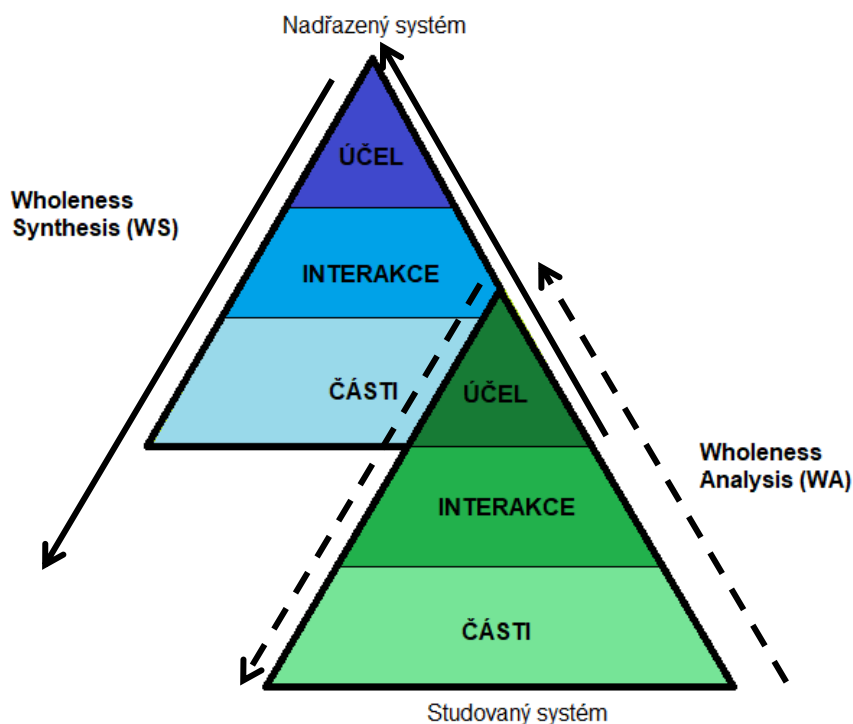 Nadřazený systém
ÚČEL
Wholeness
Synthesis (WS)
INTERAKCE
ČÁSTI
ÚČEL
Wholeness
Analysis (WA)
INTERAKCE
ČÁSTI
Studovaný systém